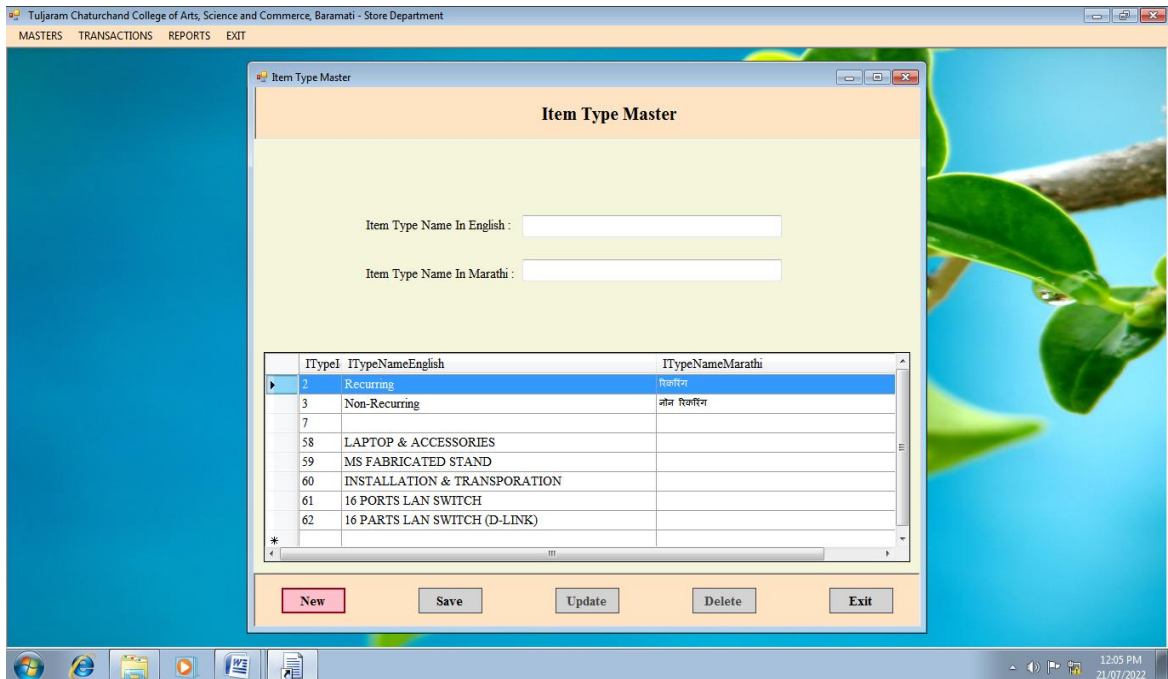 Tuljaram Chaturchand College of Arts, Science and Commerce, Baramati - Store Department
MASTERS TRANSACTIONS REPORTS EXIT
Item Type Master
Item Type Master
Item Type Name In English :
Item Type Name In Marathi :
ITypeI ITypeNameEnglish ITypeNameMarathi
2 Recurring रिकरिंग
3 Non-Recurring नोन रिकरिंग
7
58 LAPTOP & ACCESSORIES
59 MS FABRICATED STAND
60 INSTALLATION & TRANSPORATION
61 16 PORTS LAN SWITCH
62 16 PARTS LAN SWITCH (D-LINK)
New Save Update Delete Exit
12:05 PM
21/07/2022